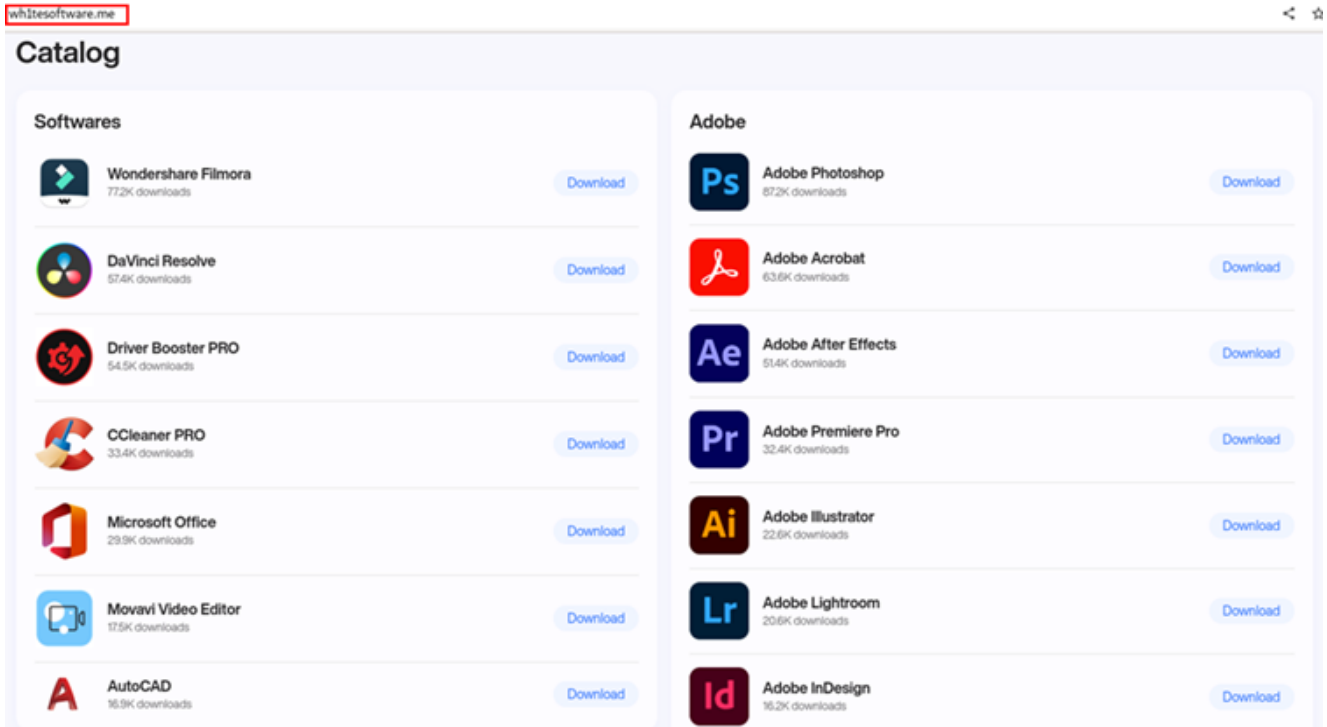 wh1tesoftware.me
Catalog
Softwares
Wondershare Filmora
77.2K downloads
Download
DaVinci Resolve
57.4K downloads
Download
Driver Booster PRO
54.5K downloads
Download
CCleaner PRO
33.4K downloads
Download
Microsoft Office
29.9K downloads
Download
Movavi Video Editor
17.5K downloads
Download
AutoCAD
16.9K downloads
Download
Adobe
Ps
Adobe Photoshop
87.2K downloads
Download
Adobe Acrobat
63.6K downloads
Download
Ae
Adobe After Effects
51.4K downloads
Download
Pr
Adobe Premiere Pro
32.4K downloads
Download
Ai
Adobe Illustrator
22.6K downloads
Download
Lr
Adobe Lightroom
20.6K downloads
Download
Id
Adobe InDesign
16.2K downloads
Download